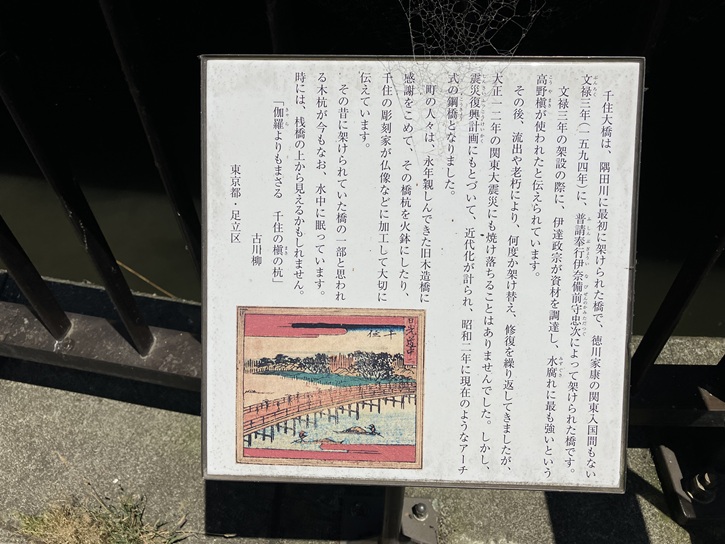 千住大橋は、隅田川に最初に架けられた橋で、徳川家康の関東入国間もない
文禄三年(一五九四年)に、普請奉行伊奈備前守忠次によって架けられた橋です。
文禄三年の架設の際に、伊達政宗が資材を調達し、水腐れに最も強いという
高野槇が使われたと伝えられています。
その後、流出や老朽により、何度か架け替え、修復を繰り返してきましたが、
大正一二年の関東大震災にも焼け落ちることはありませんでした。しかし、
震災復興計画にもとづいて、近代化が計られ、昭和二年に現在のようなアーチ
式の鋼橋となりました。
町の人々は、永年親しんできた旧木造橋に
感謝をこめて、その橋杭を火鉢にしたり、
千住の彫刻家が仏像などに加工して大切に
伝えています。
その昔に架けられていた橋の一部と思われ
る木杭が今もなお、水中に眠っています。
時には、桟橋の上から見えるかもしれません。
「伽羅よりもまさる 千住の槇の杭」
古川柳
東京都・足立区
日光道中二
千住